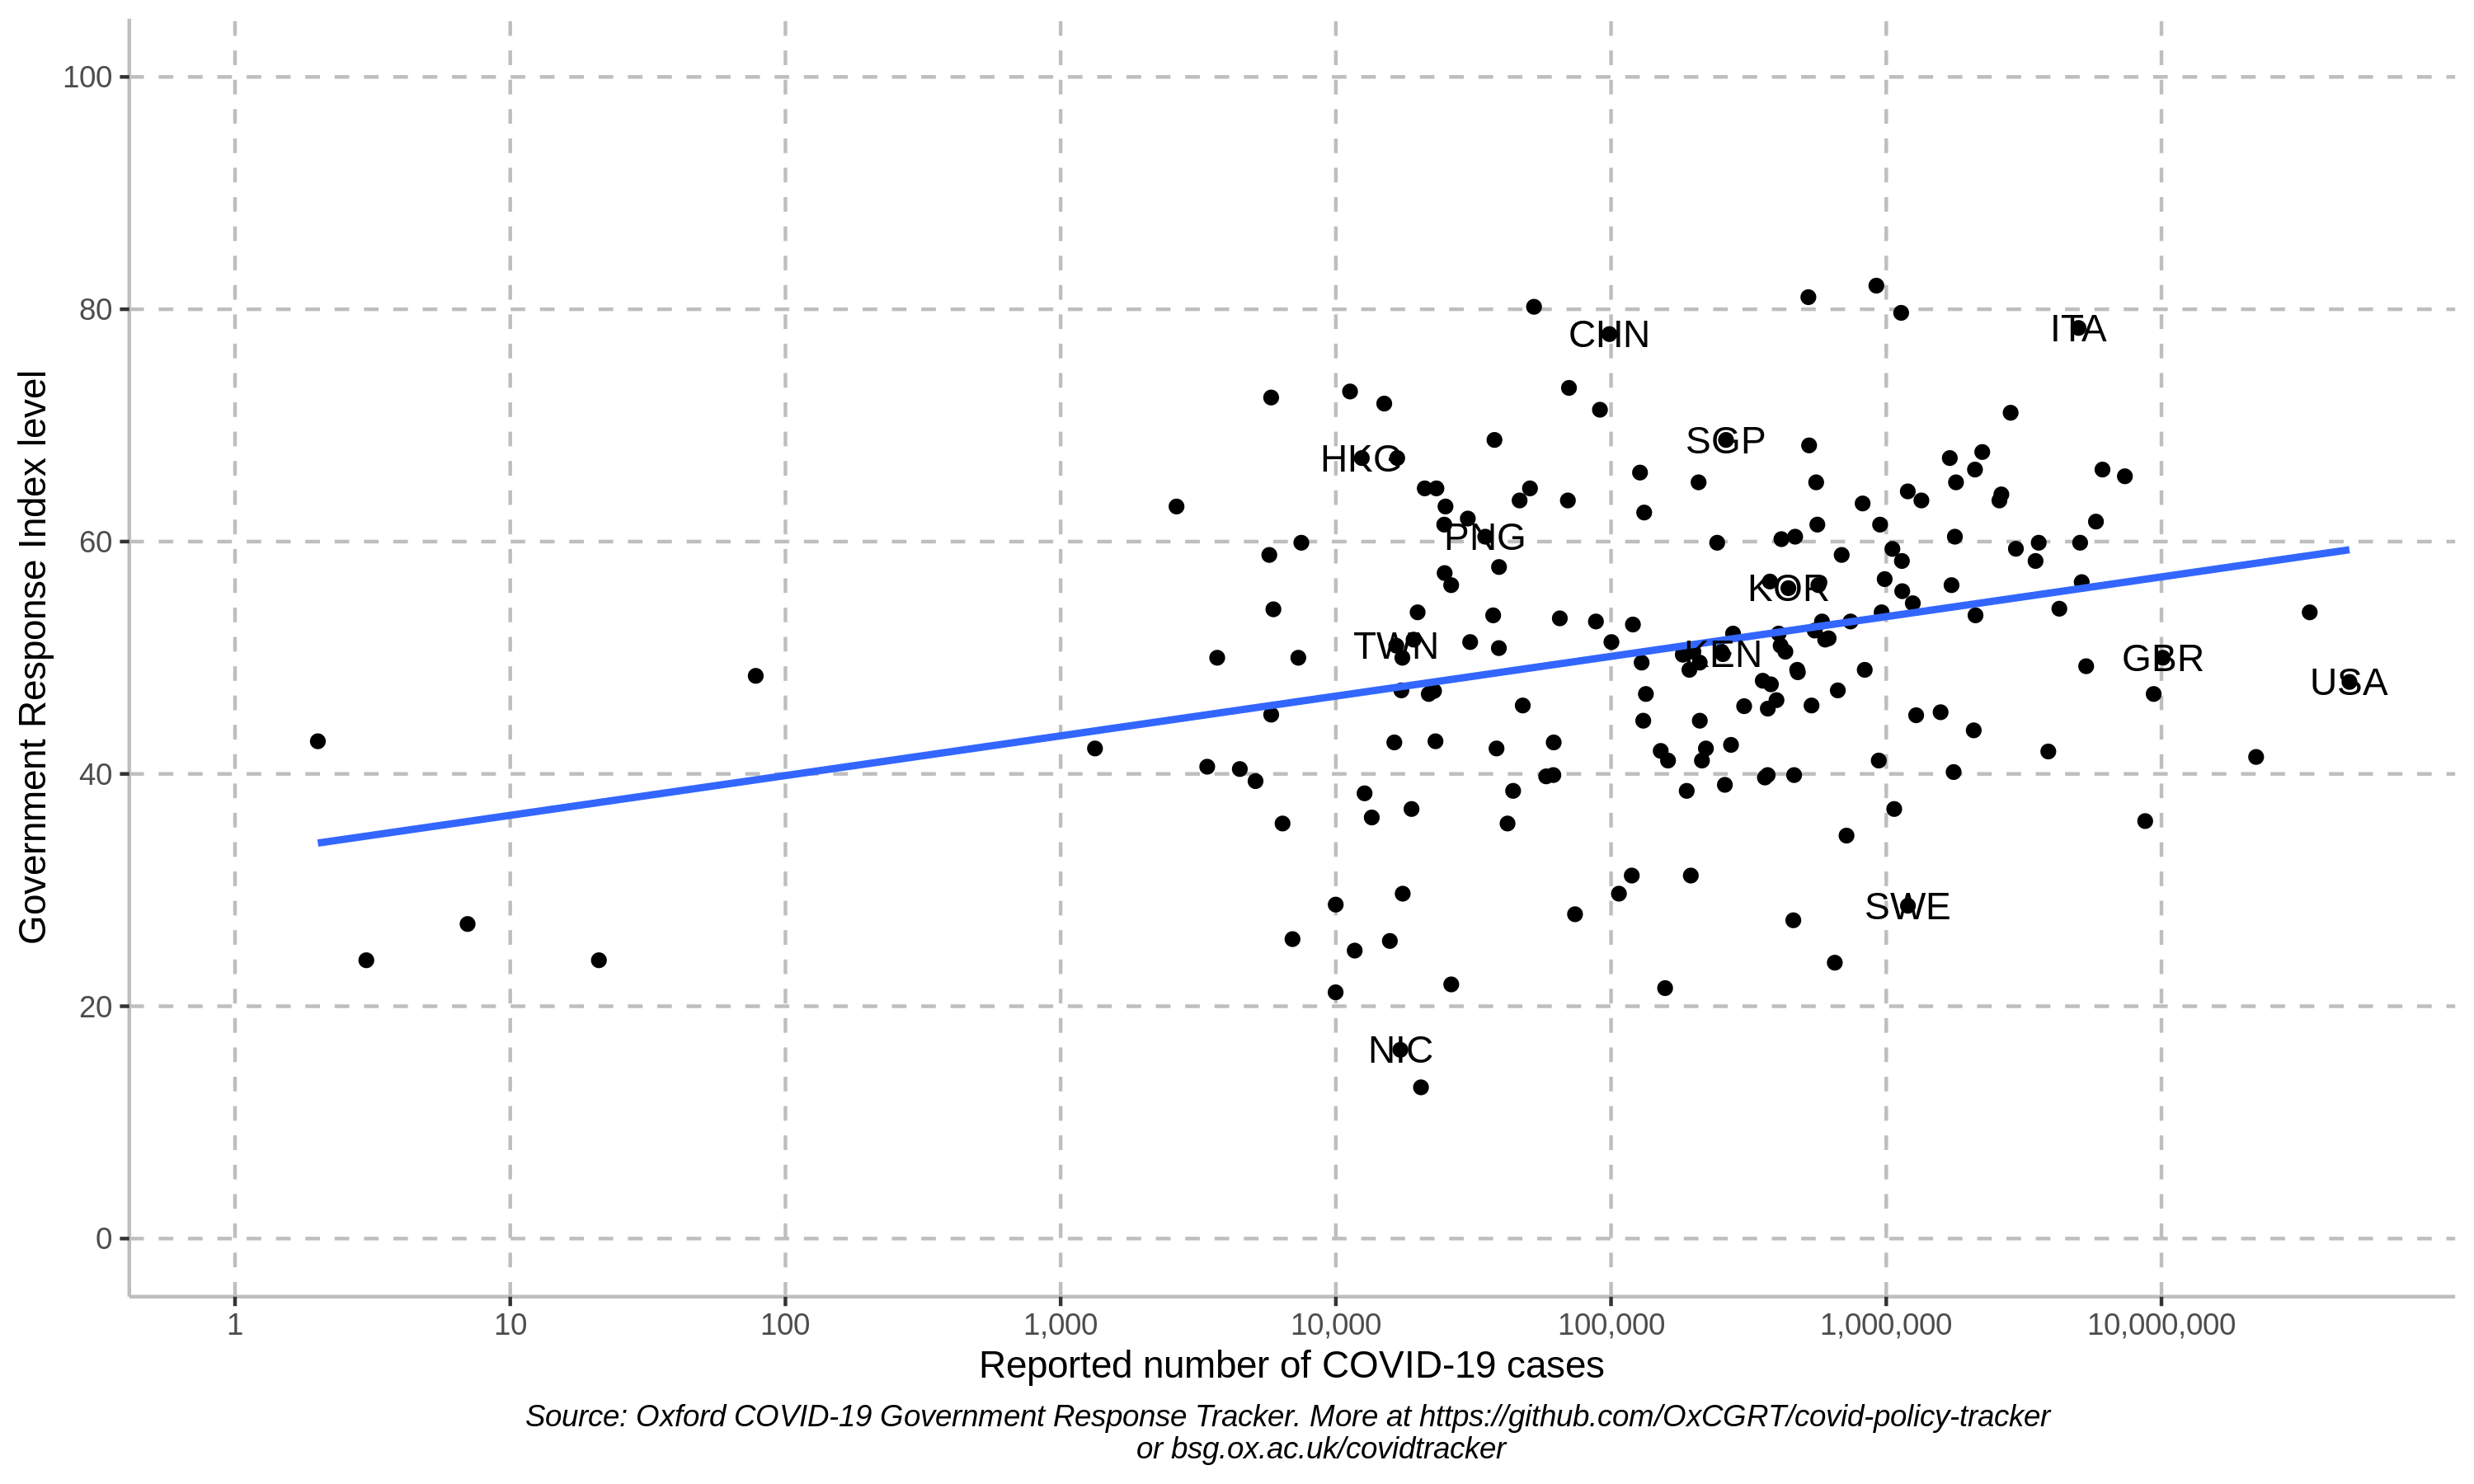 Government Response Index level
100
80
60
40
20
0
CHN
ITA
SGP
HKG
PNG
KOR
TWN
KEN
GBR
USA
SWE
NIC
1
10
100
1,000
10,000
100,000
1,000,000
10,000,000
Reported number of COVID-19 cases
Source: Oxford COVID-19 Government Response Tracker. More at https://github.com/OxCGRT/covid-policy-tracker
or bsg.ox.ac.uk/covidtracker